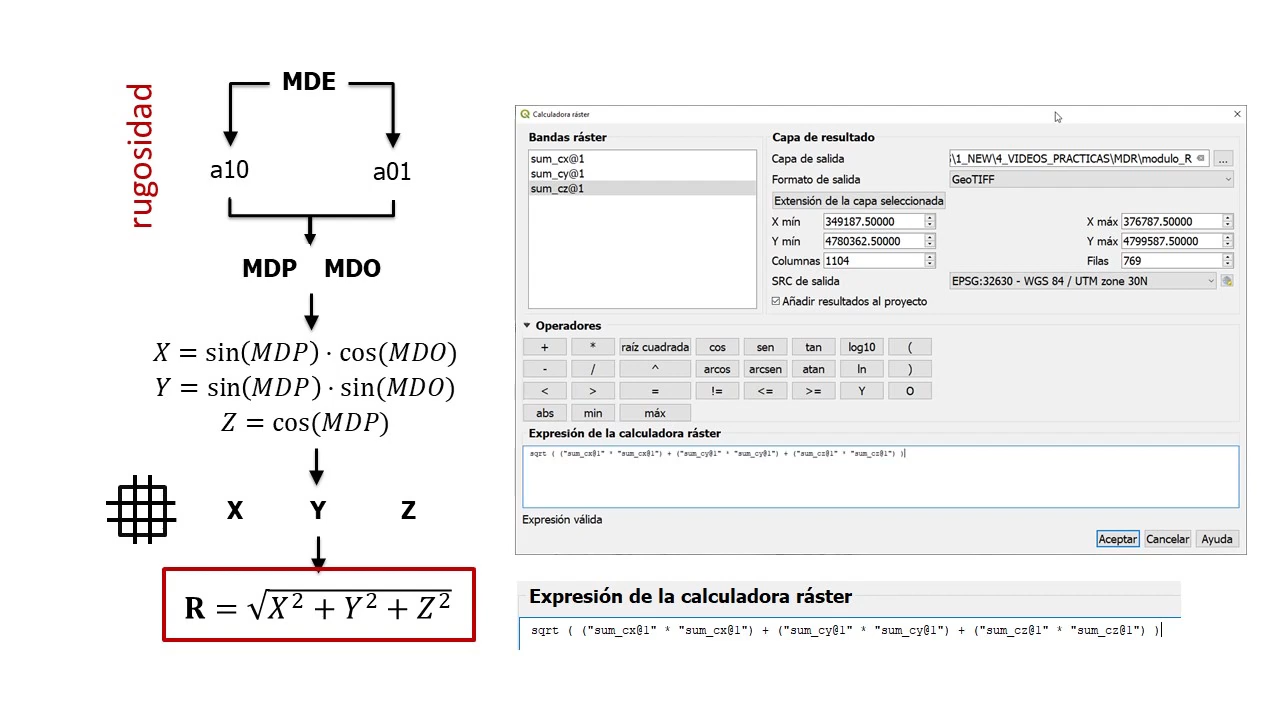 rugosidad
MDE
a10
a01
MDP MDO
X = sin(MDP) · cos(MDO)
Y = sin(MDP) · sin(MDO)
Z = cos(MDP)
X Y Z
R = √X² + Y² + Z²
Calculadora ráster
Bandas ráster
sum_cx@1
sum_cy@1
sum_cz@1
Capa de resultado
Capa de salida \1_NEW\4_VIDEOS_PRACTICAS\MDR\modulo_R ...
Formato de salida GeoTIFF
Extensión de la capa seleccionada
X mín 349187.50000 X máx 376787.50000
Y mín 4780362.50000 Y máx 4799587.50000
Columnas 1104 Filas 769
SRC de salida EPSG:32630 - WGS 84 / UTM zone 30N
Añadir resultados al proyecto
Operadores
+ * raíz cuadrada cos sen tan log10 (
- / ^ arcos arcsen atan ln )
< > = != <= >= Y O
abs min máx
Expresión de la calculadora ráster
sqrt ( ("sum_cx@1" * "sum_cx@1") + ("sum_cy@1" * "sum_cy@1") + ("sum_cz@1" * "sum_cz@1") )
Expresión válida
Aceptar Cancelar Ayuda
Expresión de la calculadora ráster
sqrt ( ("sum_cx@1" * "sum_cx@1") + ("sum_cy@1" * "sum_cy@1") + ("sum_cz@1" * "sum_cz@1") )